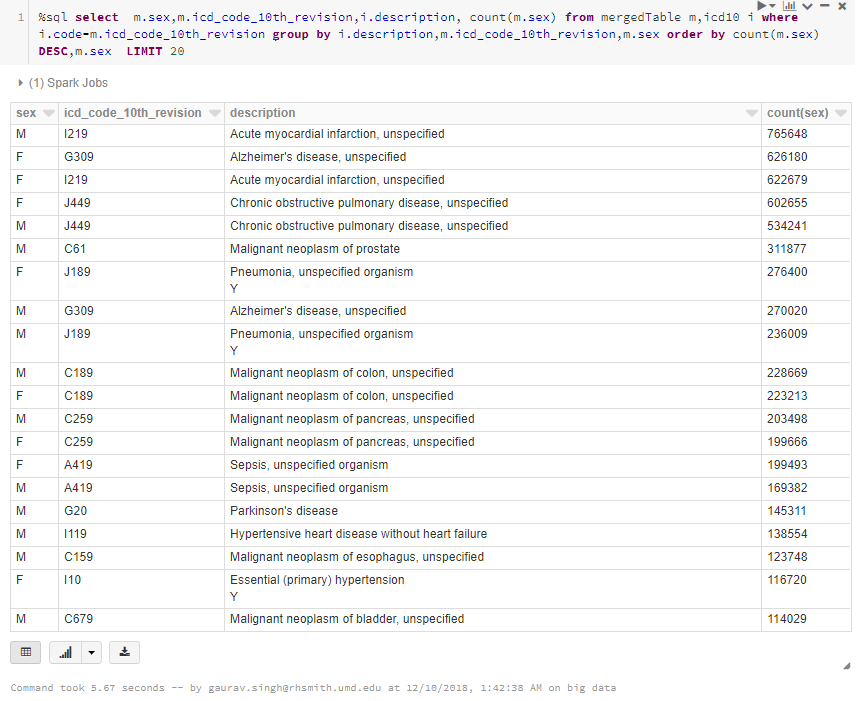 1 %sql select m.sex,m.icd_code_10th_revision,i.description, count(m.sex) from mergedTable m,icd10 i where
i.code=m.icd_code_10th_revision group by i.description,m.icd_code_10th_revision,m.sex order by count(m.sex)
DESC,m.sex LIMIT 20
(1) Spark Jobs
sex icd_code_10th_revision description count(sex)
M I219 Acute myocardial infarction, unspecified 765648
F G309 Alzheimer's disease, unspecified 626180
F I219 Acute myocardial infarction, unspecified 622679
F J449 Chronic obstructive pulmonary disease, unspecified 602655
M J449 Chronic obstructive pulmonary disease, unspecified 534241
M C61 Malignant neoplasm of prostate 311877
F J189 Pneumonia, unspecified organism 276400
Y
M G309 Alzheimer's disease, unspecified 270020
M J189 Pneumonia, unspecified organism 236009
Y
M C189 Malignant neoplasm of colon, unspecified 228669
F C189 Malignant neoplasm of colon, unspecified 223213
M C259 Malignant neoplasm of pancreas, unspecified 203498
F C259 Malignant neoplasm of pancreas, unspecified 199666
F A419 Sepsis, unspecified organism 199493
M A419 Sepsis, unspecified organism 169382
M G20 Parkinson's disease 145311
M I119 Hypertensive heart disease without heart failure 138554
M C159 Malignant neoplasm of esophagus, unspecified 123748
F I10 Essential (primary) hypertension 116720
Y
M C679 Malignant neoplasm of bladder, unspecified 114029
Command took 5.67 seconds -- by gaurav.singh@rhsmith.umd.edu at 12/10/2018, 1:42:38 AM on big data